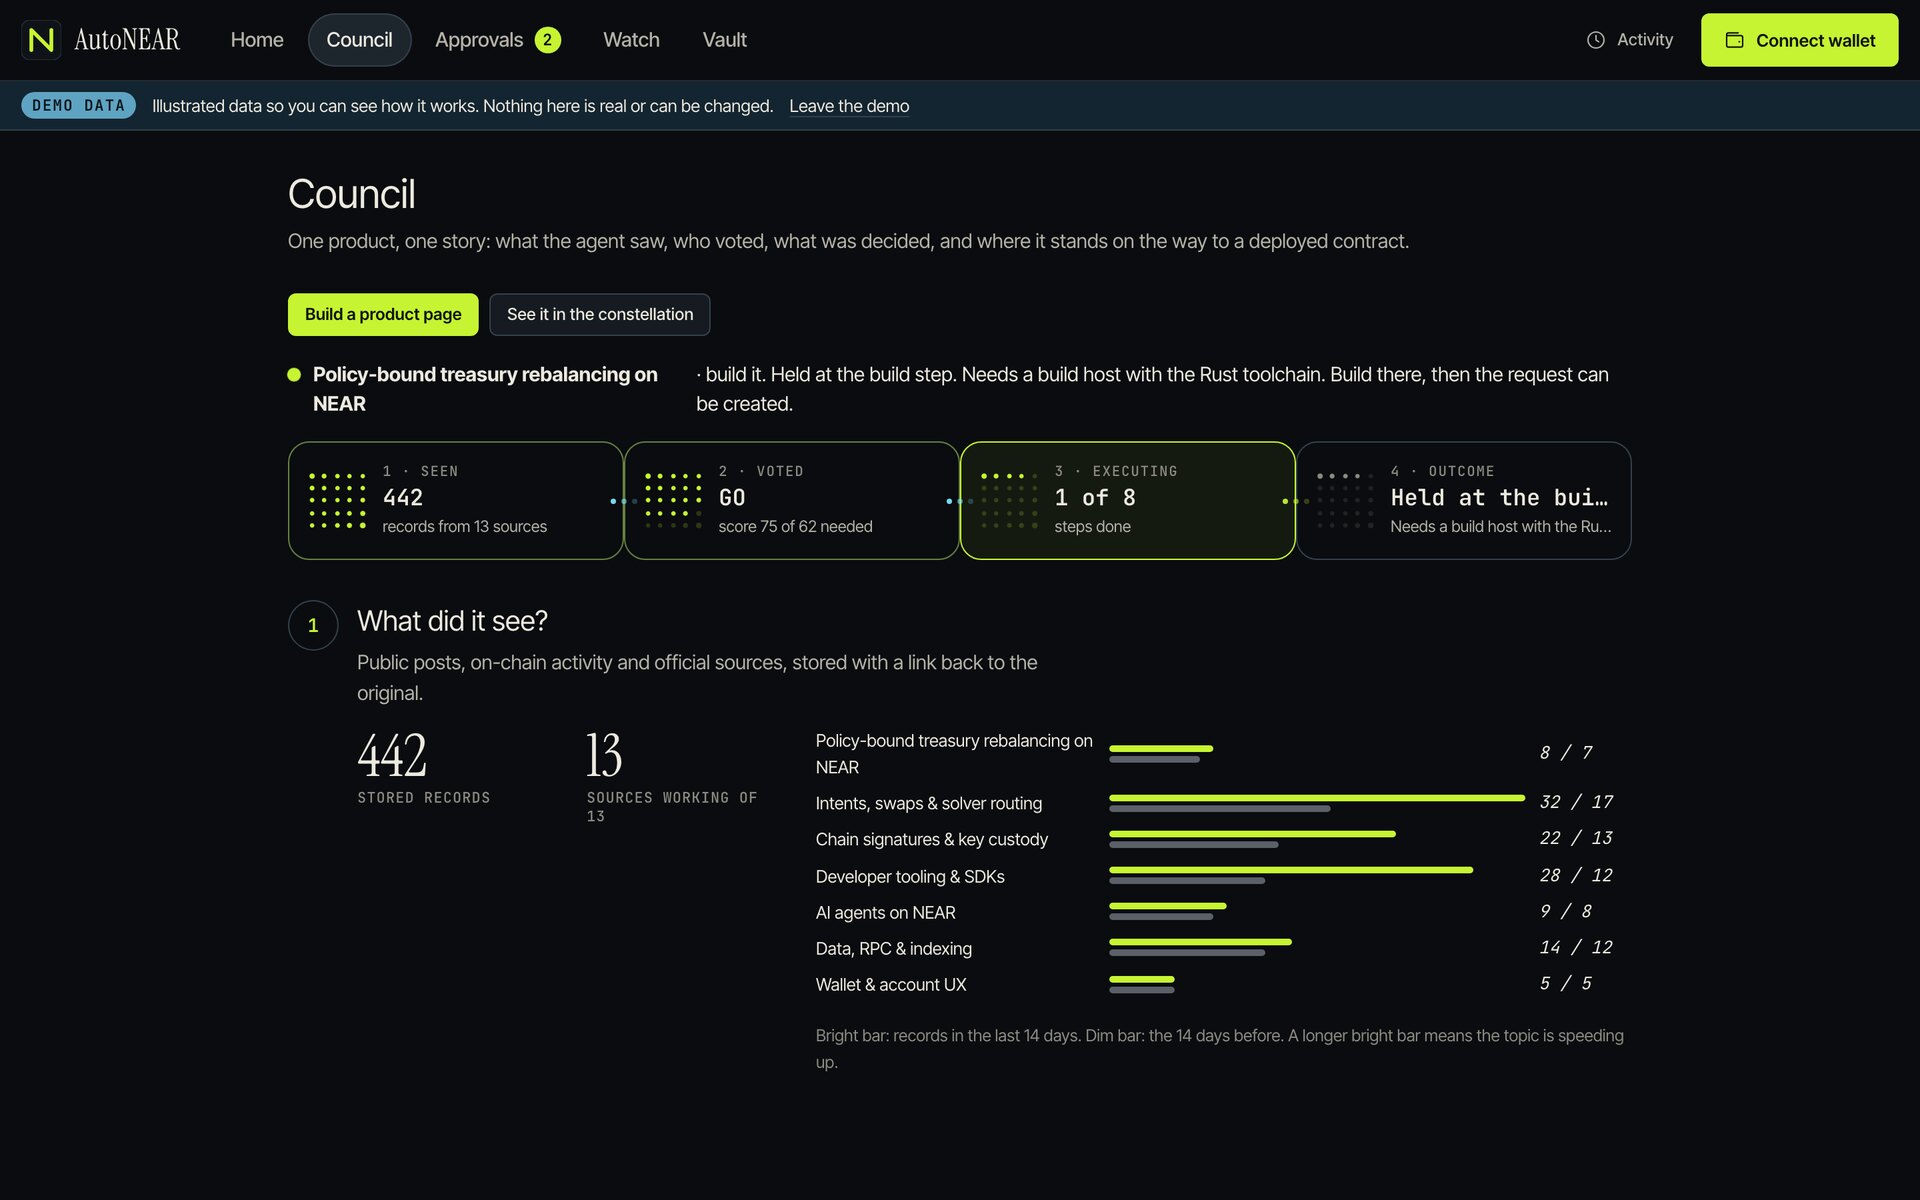 AutoNEAR
Home
Council
Approvals 2
Watch
Vault
Activity
Connect wallet
DEMO DATA
Illustrated data so you can see how it works. Nothing here is real or can be changed. Leave the demo
Council
One product, one story: what the agent saw, who voted, what was decided, and where it stands on the way to a deployed contract.
Build a product page
See it in the constellation
Policy-bound treasury rebalancing on
NEAR
· build it. Held at the build step. Needs a build host with the Rust toolchain. Build there, then the request can
be created.
1 · SEEN
442
records from 13 sources
2 · VOTED
GO
score 75 of 62 needed
3 · EXECUTING
1 of 8
steps done
4 · OUTCOME
Held at the bui…
Needs a build host with the Ru…
1
What did it see?
Public posts, on-chain activity and official sources, stored with a link back to the
original.
442
STORED RECORDS
13
SOURCES WORKING OF
13
Policy-bound treasury rebalancing on
NEAR
8 / 7
Intents, swaps & solver routing
32 / 17
Chain signatures & key custody
22 / 13
Developer tooling & SDKs
28 / 12
AI agents on NEAR
9 / 8
Data, RPC & indexing
14 / 12
Wallet & account UX
5 / 5
Bright bar: records in the last 14 days. Dim bar: the 14 days before. A longer bright bar means the topic is speeding
up.